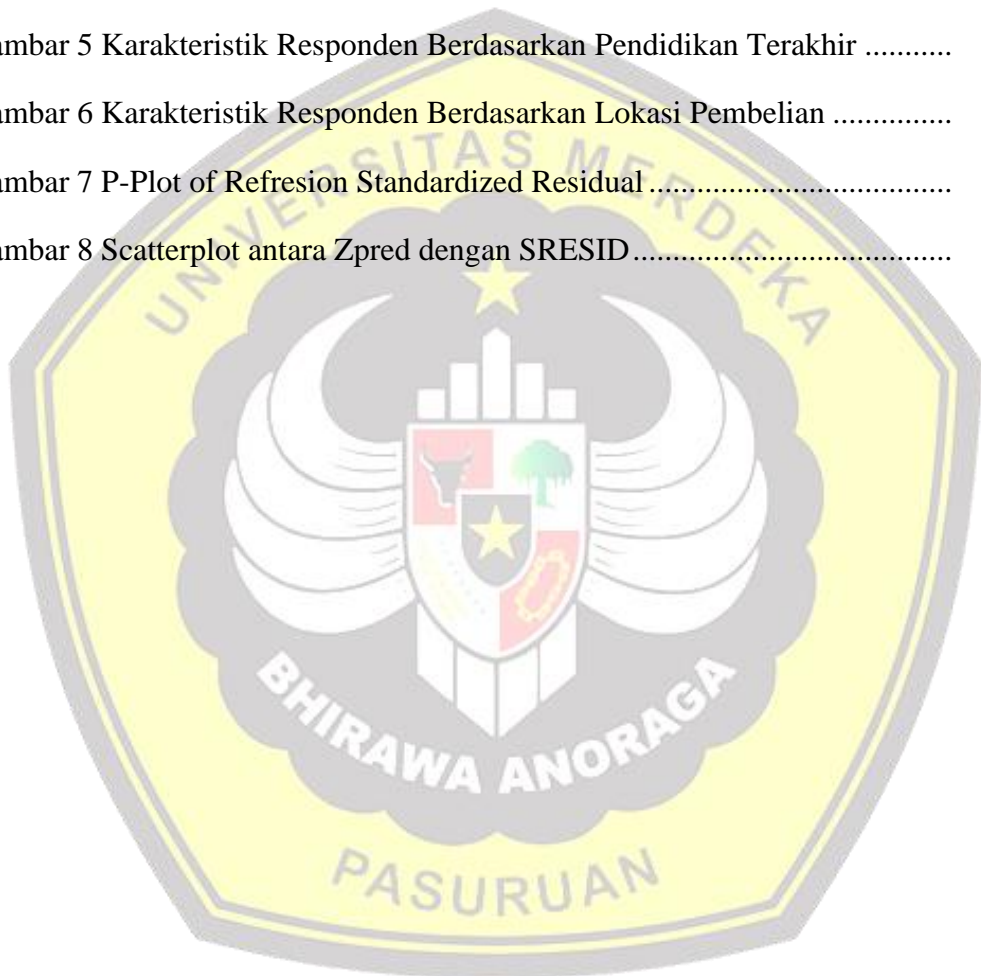 ambar 5 Karakteristik Responden Berdasarkan Pendidikan Terakhir ...........
ambar 6 Karakteristik Responden Berdasarkan Lokasi Pembelian ...............
ambar 7 P-Plot of Refresion Standardized Residual.....................................
ambar 8 Scatterplot antara Zpred dengan SRESID.......................................
UNIVERSITAS MERDEKA
BHIRAWA ANORAGA
PASURUAN